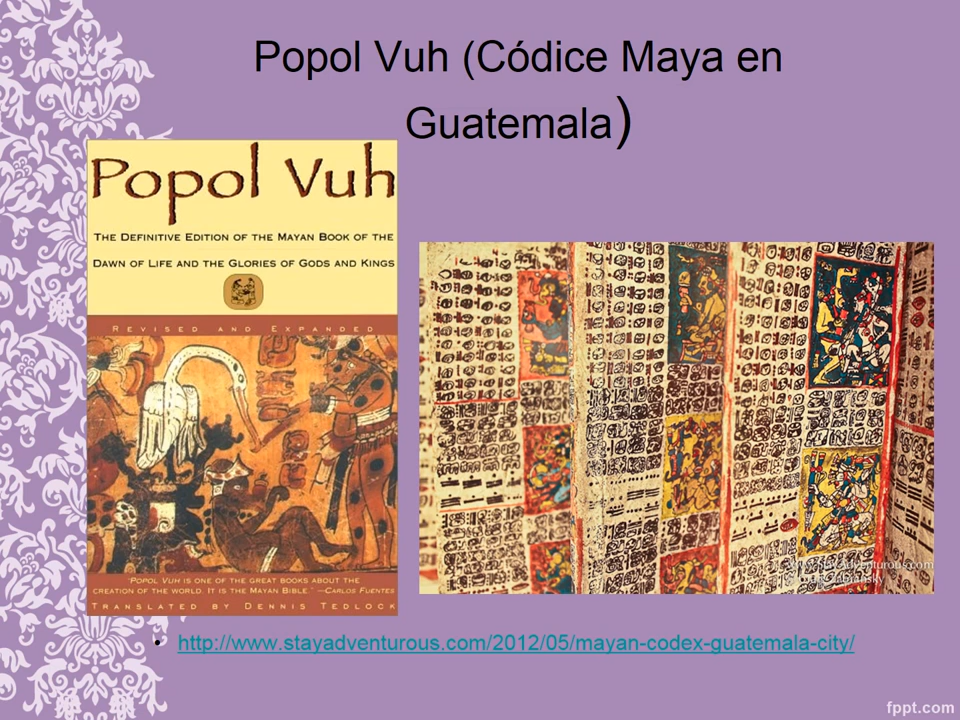 Popol Vuh (Códice Maya en
Guatemala)
Popol Vuh
THE DEFINITIVE EDITION OF THE MAYAN BOOK OF THE
DAWN OF LIFE AND THE GLORIES OF GODS AND KINGS
REVISED AND EXPANDED
"POPOL VUH IS ONE OF THE GREAT BOOKS ABOUT THE
CREATION OF THE WORLD. IT IS THE MAYAN BIBLE." —CARLOS FUENTES
TRANSLATED BY DENNIS TEDLOCK
• http://www.stayadventurous.com/2012/05/mayan-codex-guatemala-city/
fppt.com